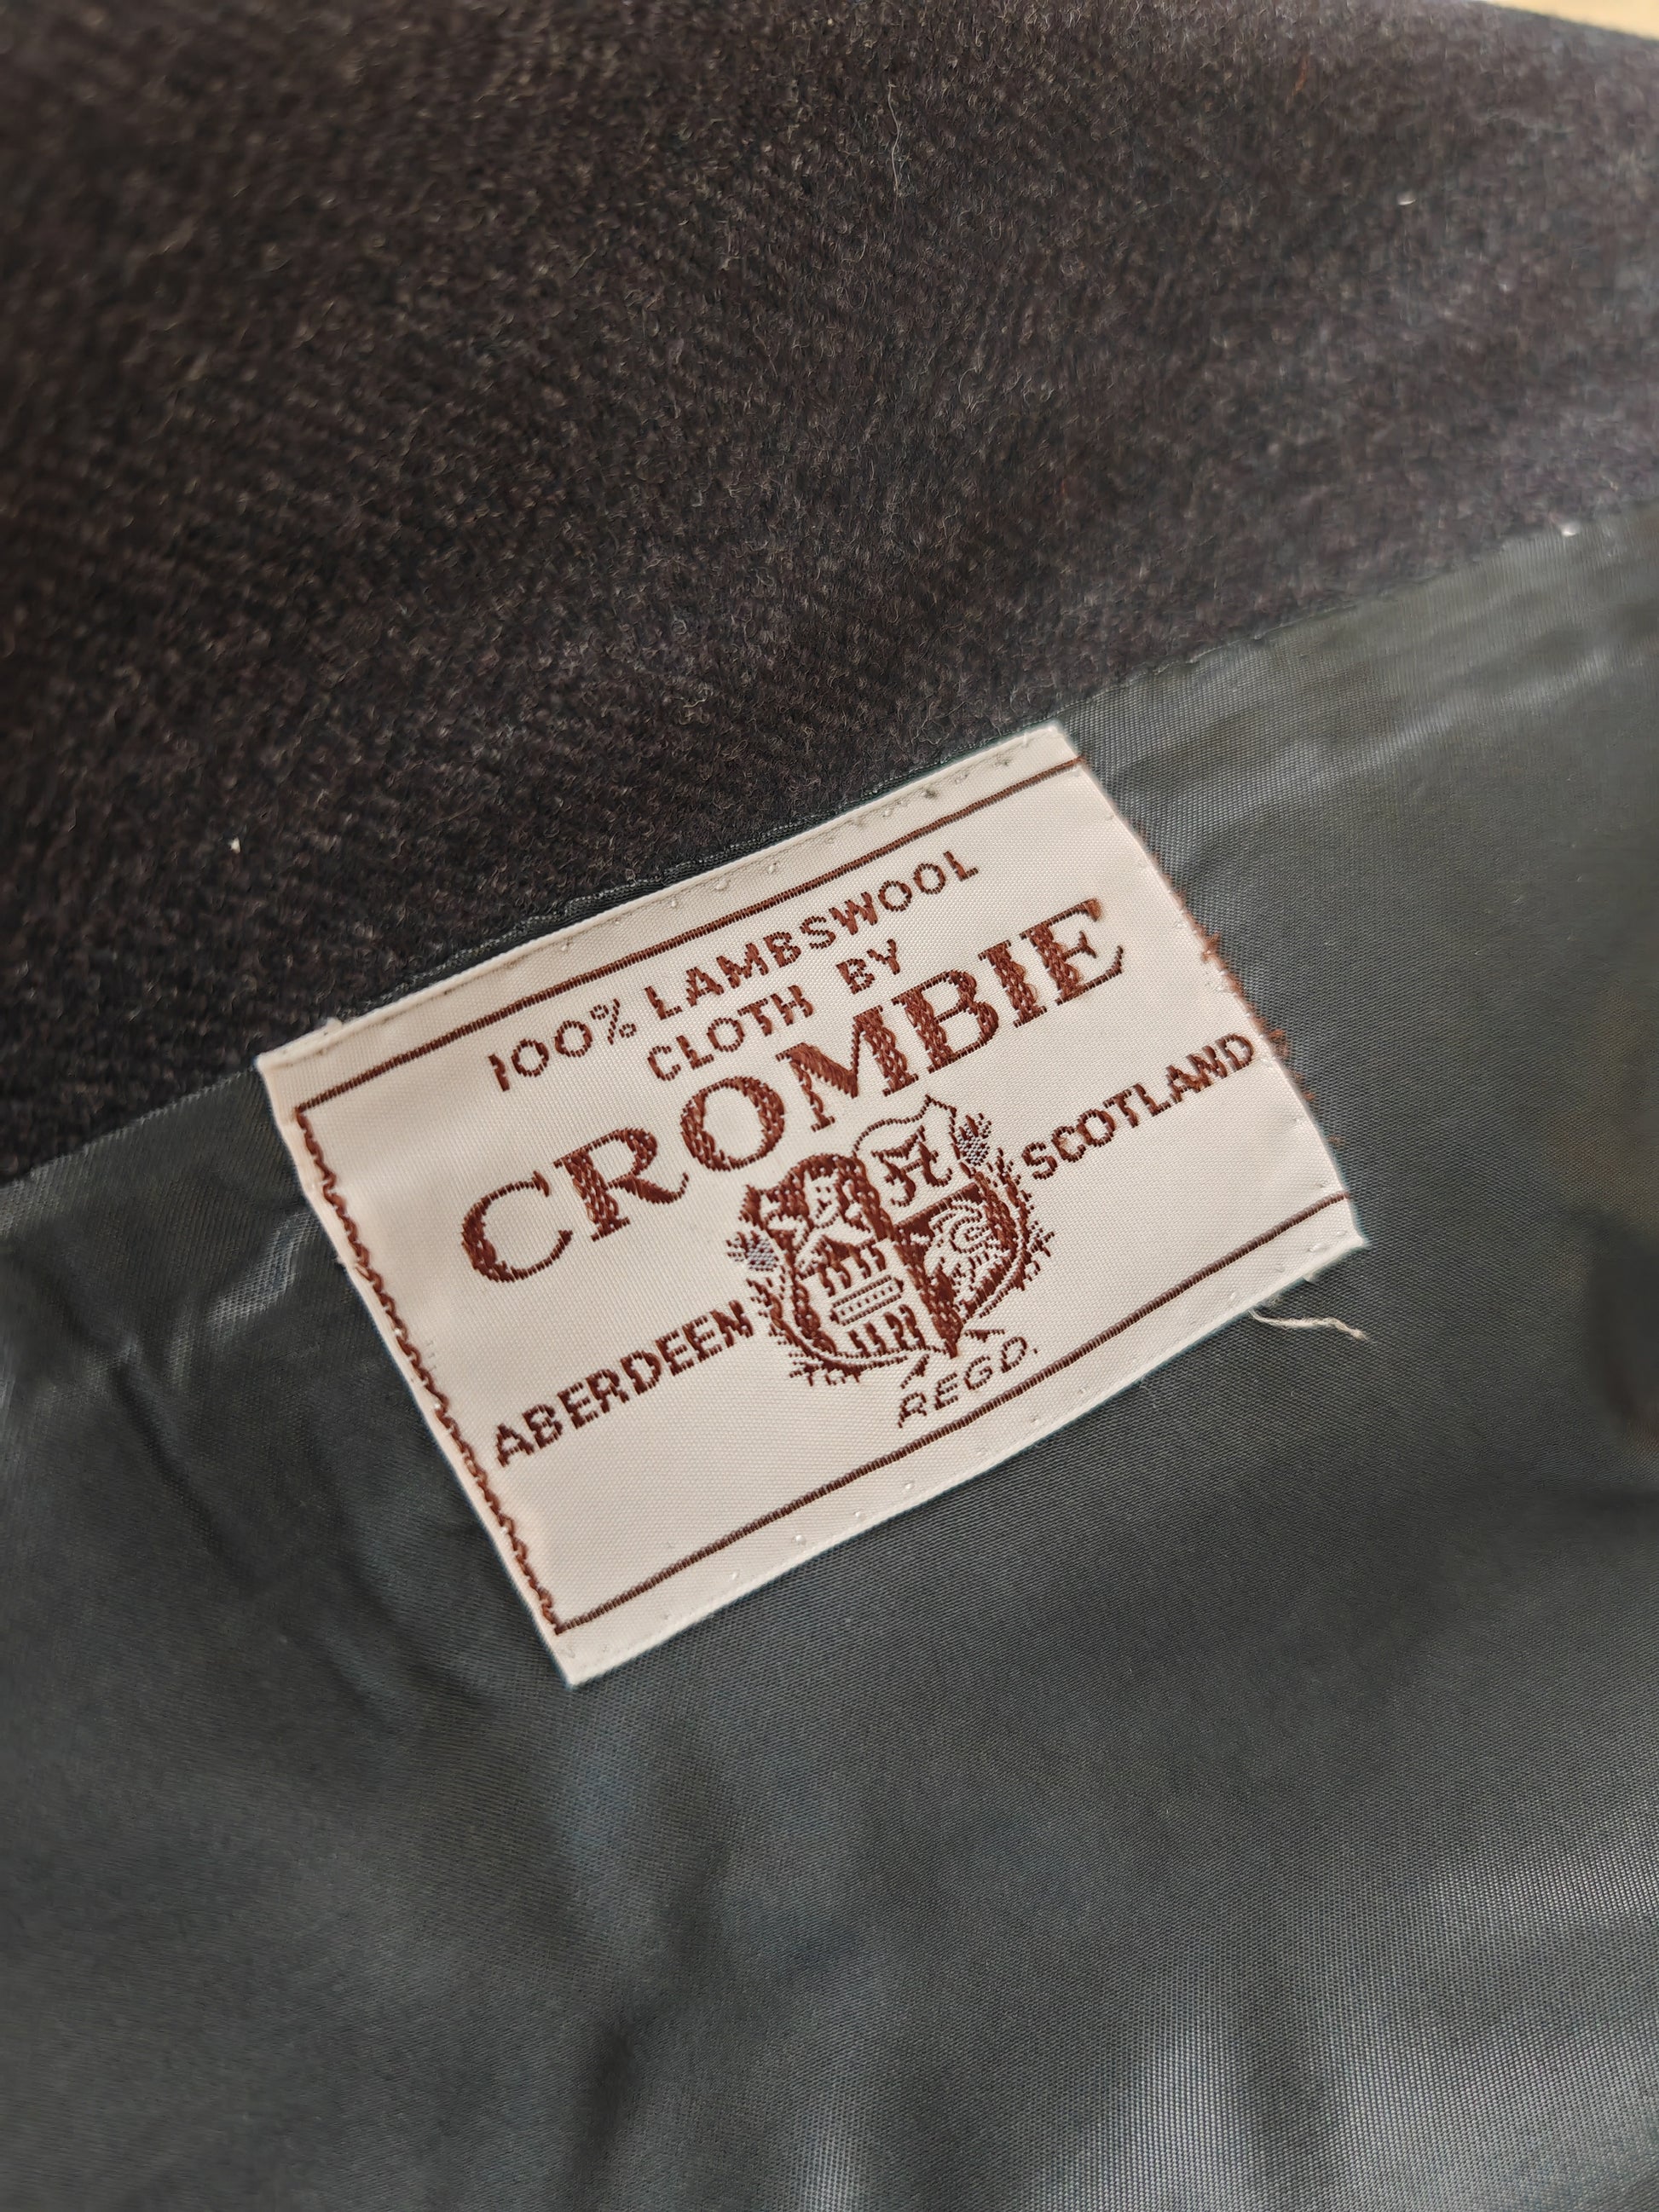 100% LAMBSWOOL
CLOTH BY
CROMBIE
ABERDEEN SCOTLAND
REGD.